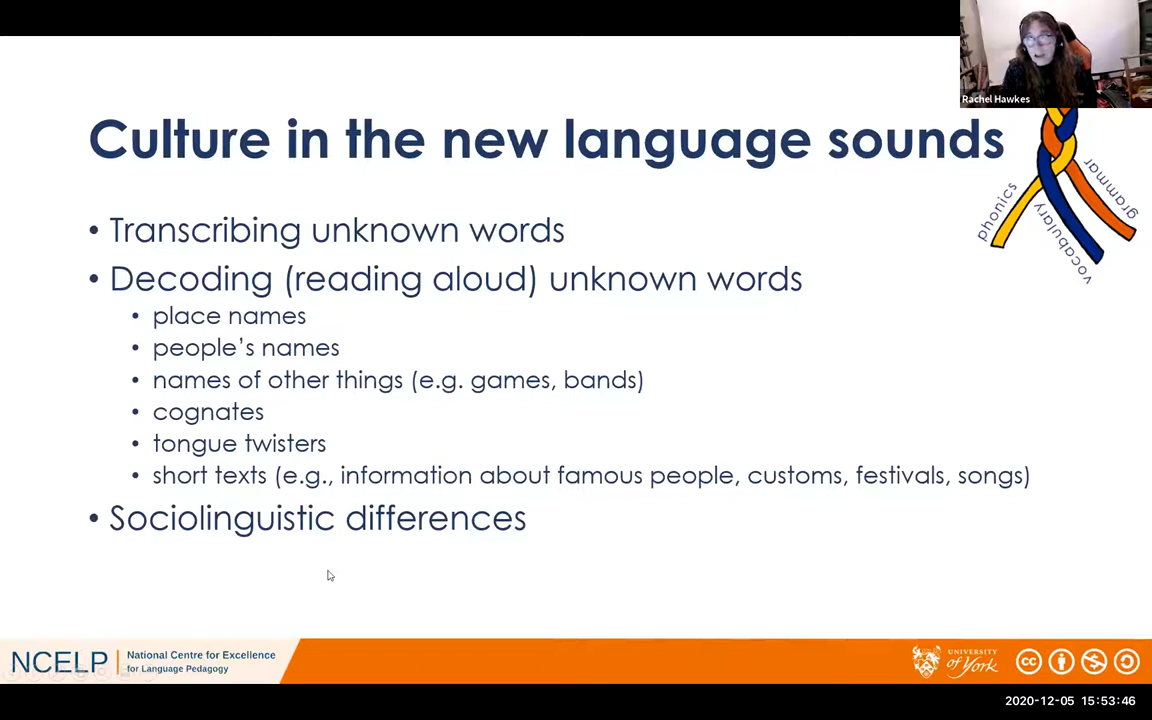 Rachel Hawkes
Culture in the new language sounds
phonics
vocabulary
grammar
• Transcribing unknown words
• Decoding (reading aloud) unknown words
• place names
• people’s names
• names of other things (e.g. games, bands)
• cognates
• tongue twisters
• short texts (e.g., information about famous people, customs, festivals, songs)
• Sociolinguistic differences
NCELP
National Centre for Excellence
for Language Pedagogy
UNIVERSITY
of York
cc
2020-12-05 15:53:46